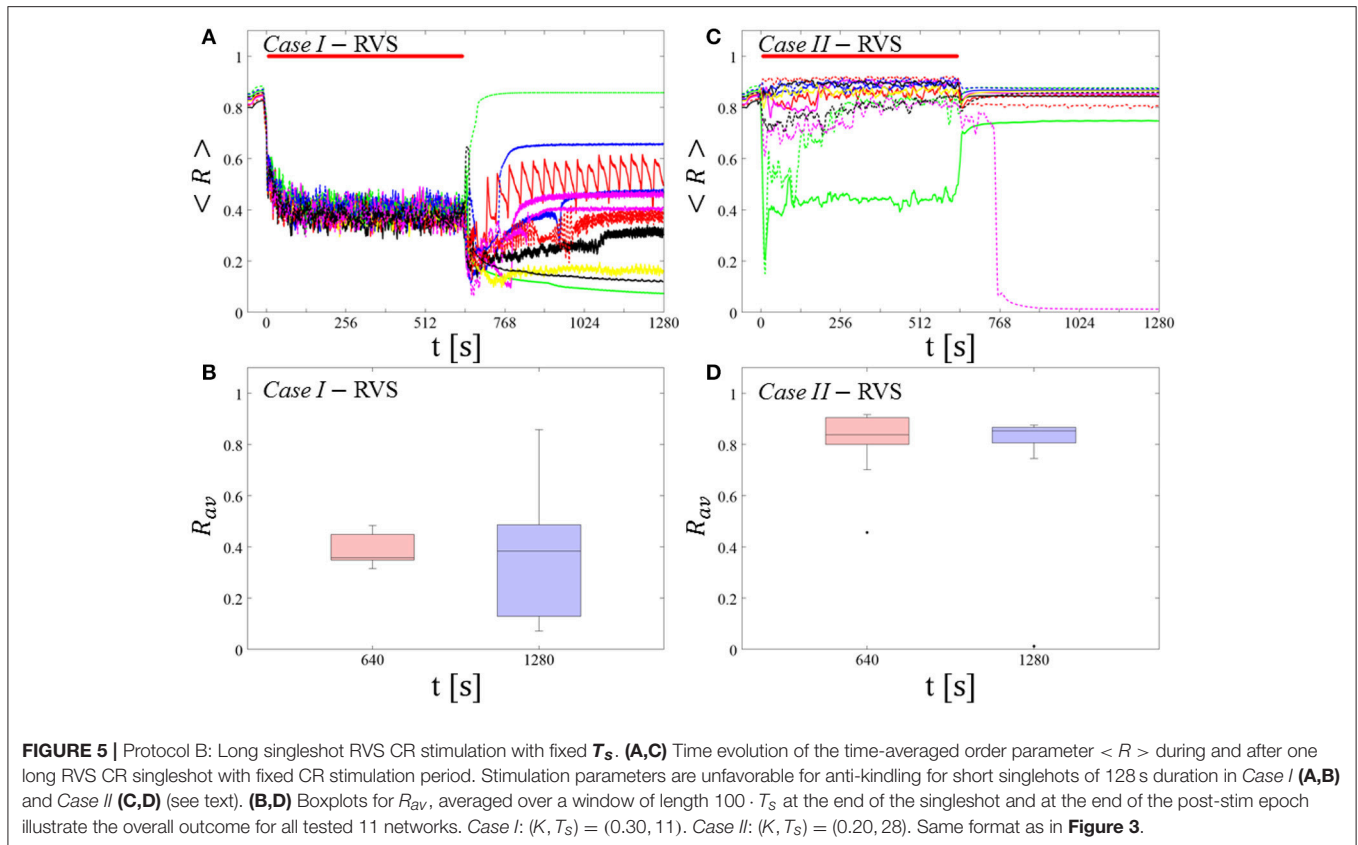 A
Case I – RVS
1
0.8
0.6
0.4
0.2
0
< R >
0 256 512 768 1024 1280
t [s]
C
Case II – RVS
1
0.8
0.6
0.4
0.2
0
< R >
0 256 512 768 1024 1280
t [s]
B
Case I – RVS
1
0.8
0.6
0.4
0.2
0
Rav
640 1280
t [s]
D
Case II – RVS
1
0.8
0.6
0.4
0.2
0
Rav
640 1280
t [s]
FIGURE 5 | Protocol B: Long singleshot RVS CR stimulation with fixed Ts. (A,C) Time evolution of the time-averaged order parameter < R > during and after one
long RVS CR singleshot with fixed CR stimulation period. Stimulation parameters are unfavorable for anti-kindling for short singlehots of 128 s duration in Case I (A,B)
and Case II (C,D) (see text). (B,D) Boxplots for Rav, averaged over a window of length 100 · Ts at the end of the singleshot and at the end of the post-stim epoch
illustrate the overall outcome for all tested 11 networks. Case I: (K, Ts) = (0.30, 11). Case II: (K, Ts) = (0.20, 28). Same format as in Figure 3.